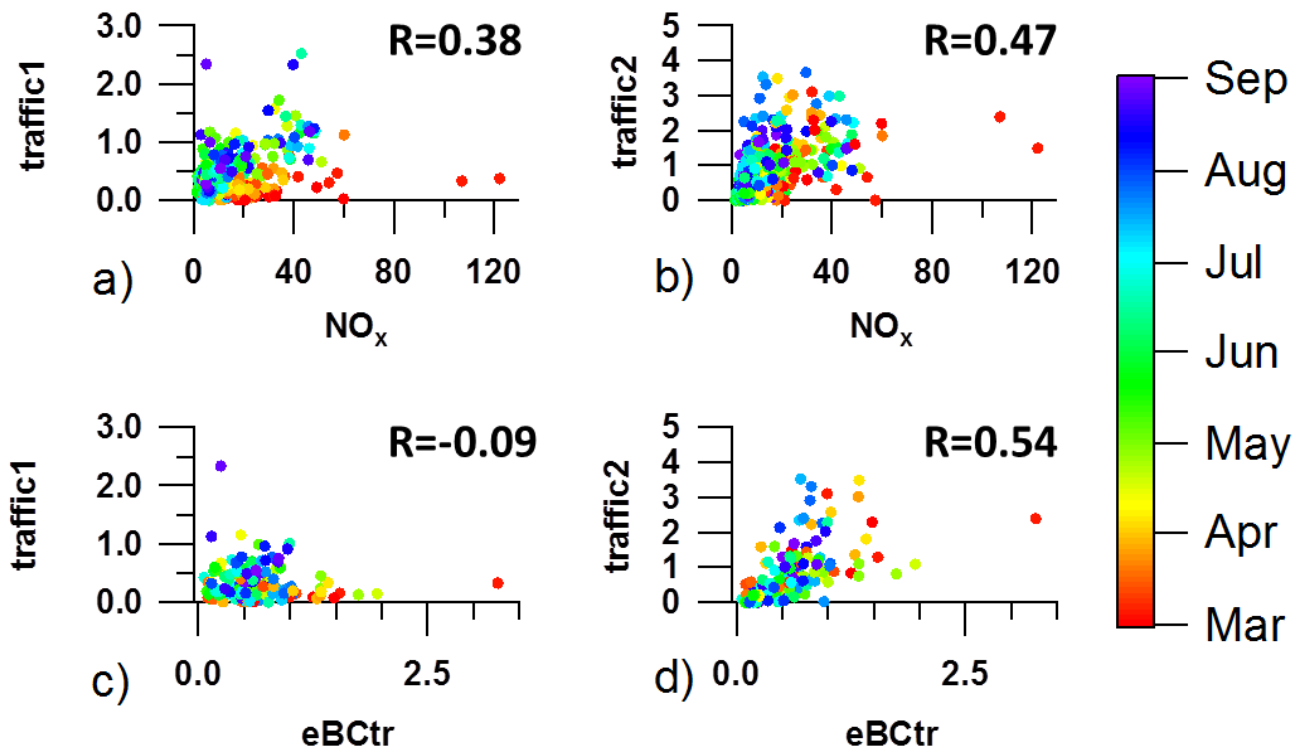 3.0
2.0
1.0
0.0
traffic1
R=0.38
0 40 80 120
NOx
a)
5
4
3
2
1
0
traffic2
R=0.47
0 40 80 120
NOx
b)
3.0
2.0
1.0
0.0
traffic1
R=-0.09
0.0 2.5
eBCtr
c)
5
4
3
2
1
0
traffic2
R=0.54
0.0 2.5
eBCtr
d)
Sep
Aug
Jul
Jun
May
Apr
Mar